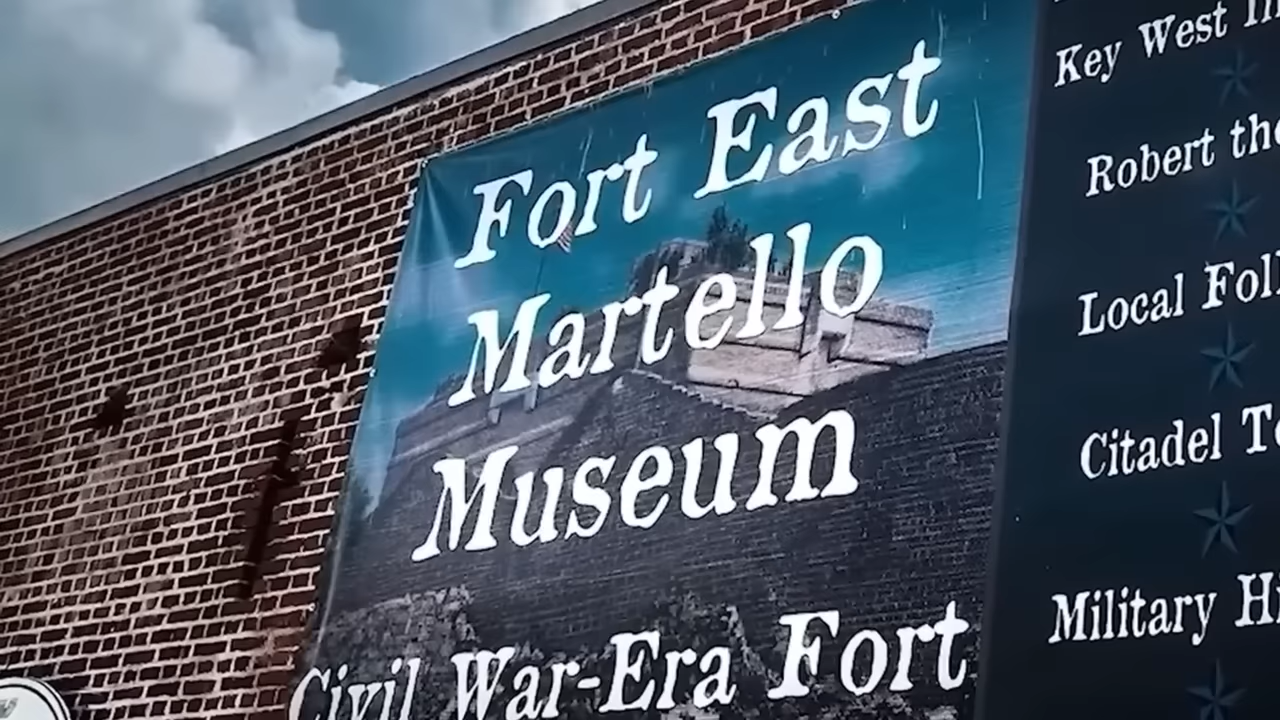 Fort East
Martello
Museum
Civil War-Era Fort
Key West
Robert the
Local
Citadel
Military